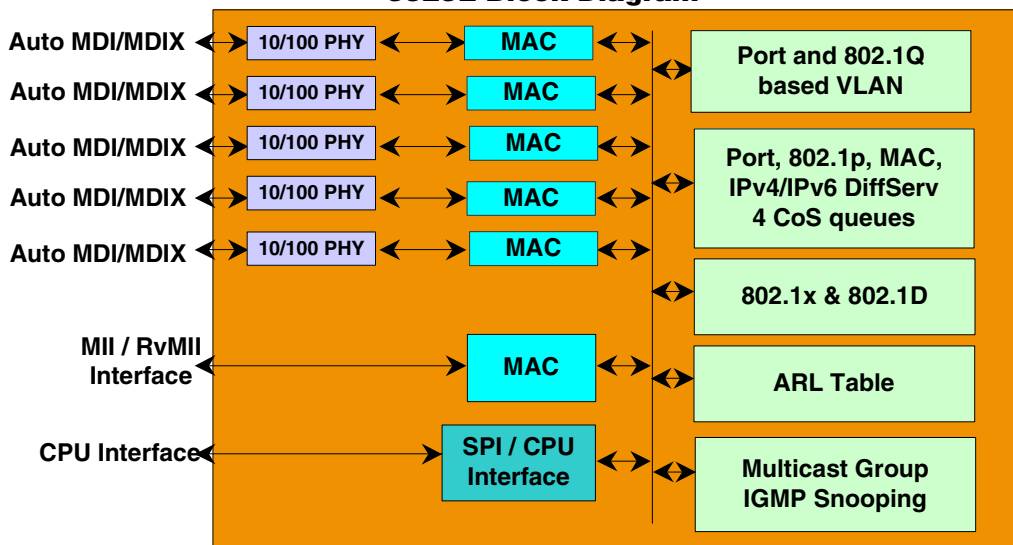 Block Diagram
Auto MDI/MDIX
10/100 PHY
MAC
Auto MDI/MDIX
10/100 PHY
MAC
Auto MDI/MDIX
10/100 PHY
MAC
Auto MDI/MDIX
10/100 PHY
MAC
Auto MDI/MDIX
10/100 PHY
MAC
MII / RvMII
Interface
MAC
CPU Interface
SPI / CPU
Interface
Port and 802.1Q
based VLAN
Port, 802.1p, MAC,
IPv4/IPv6 DiffServ
4 CoS queues
802.1x & 802.1D
ARL Table
Multicast Group
IGMP Snooping